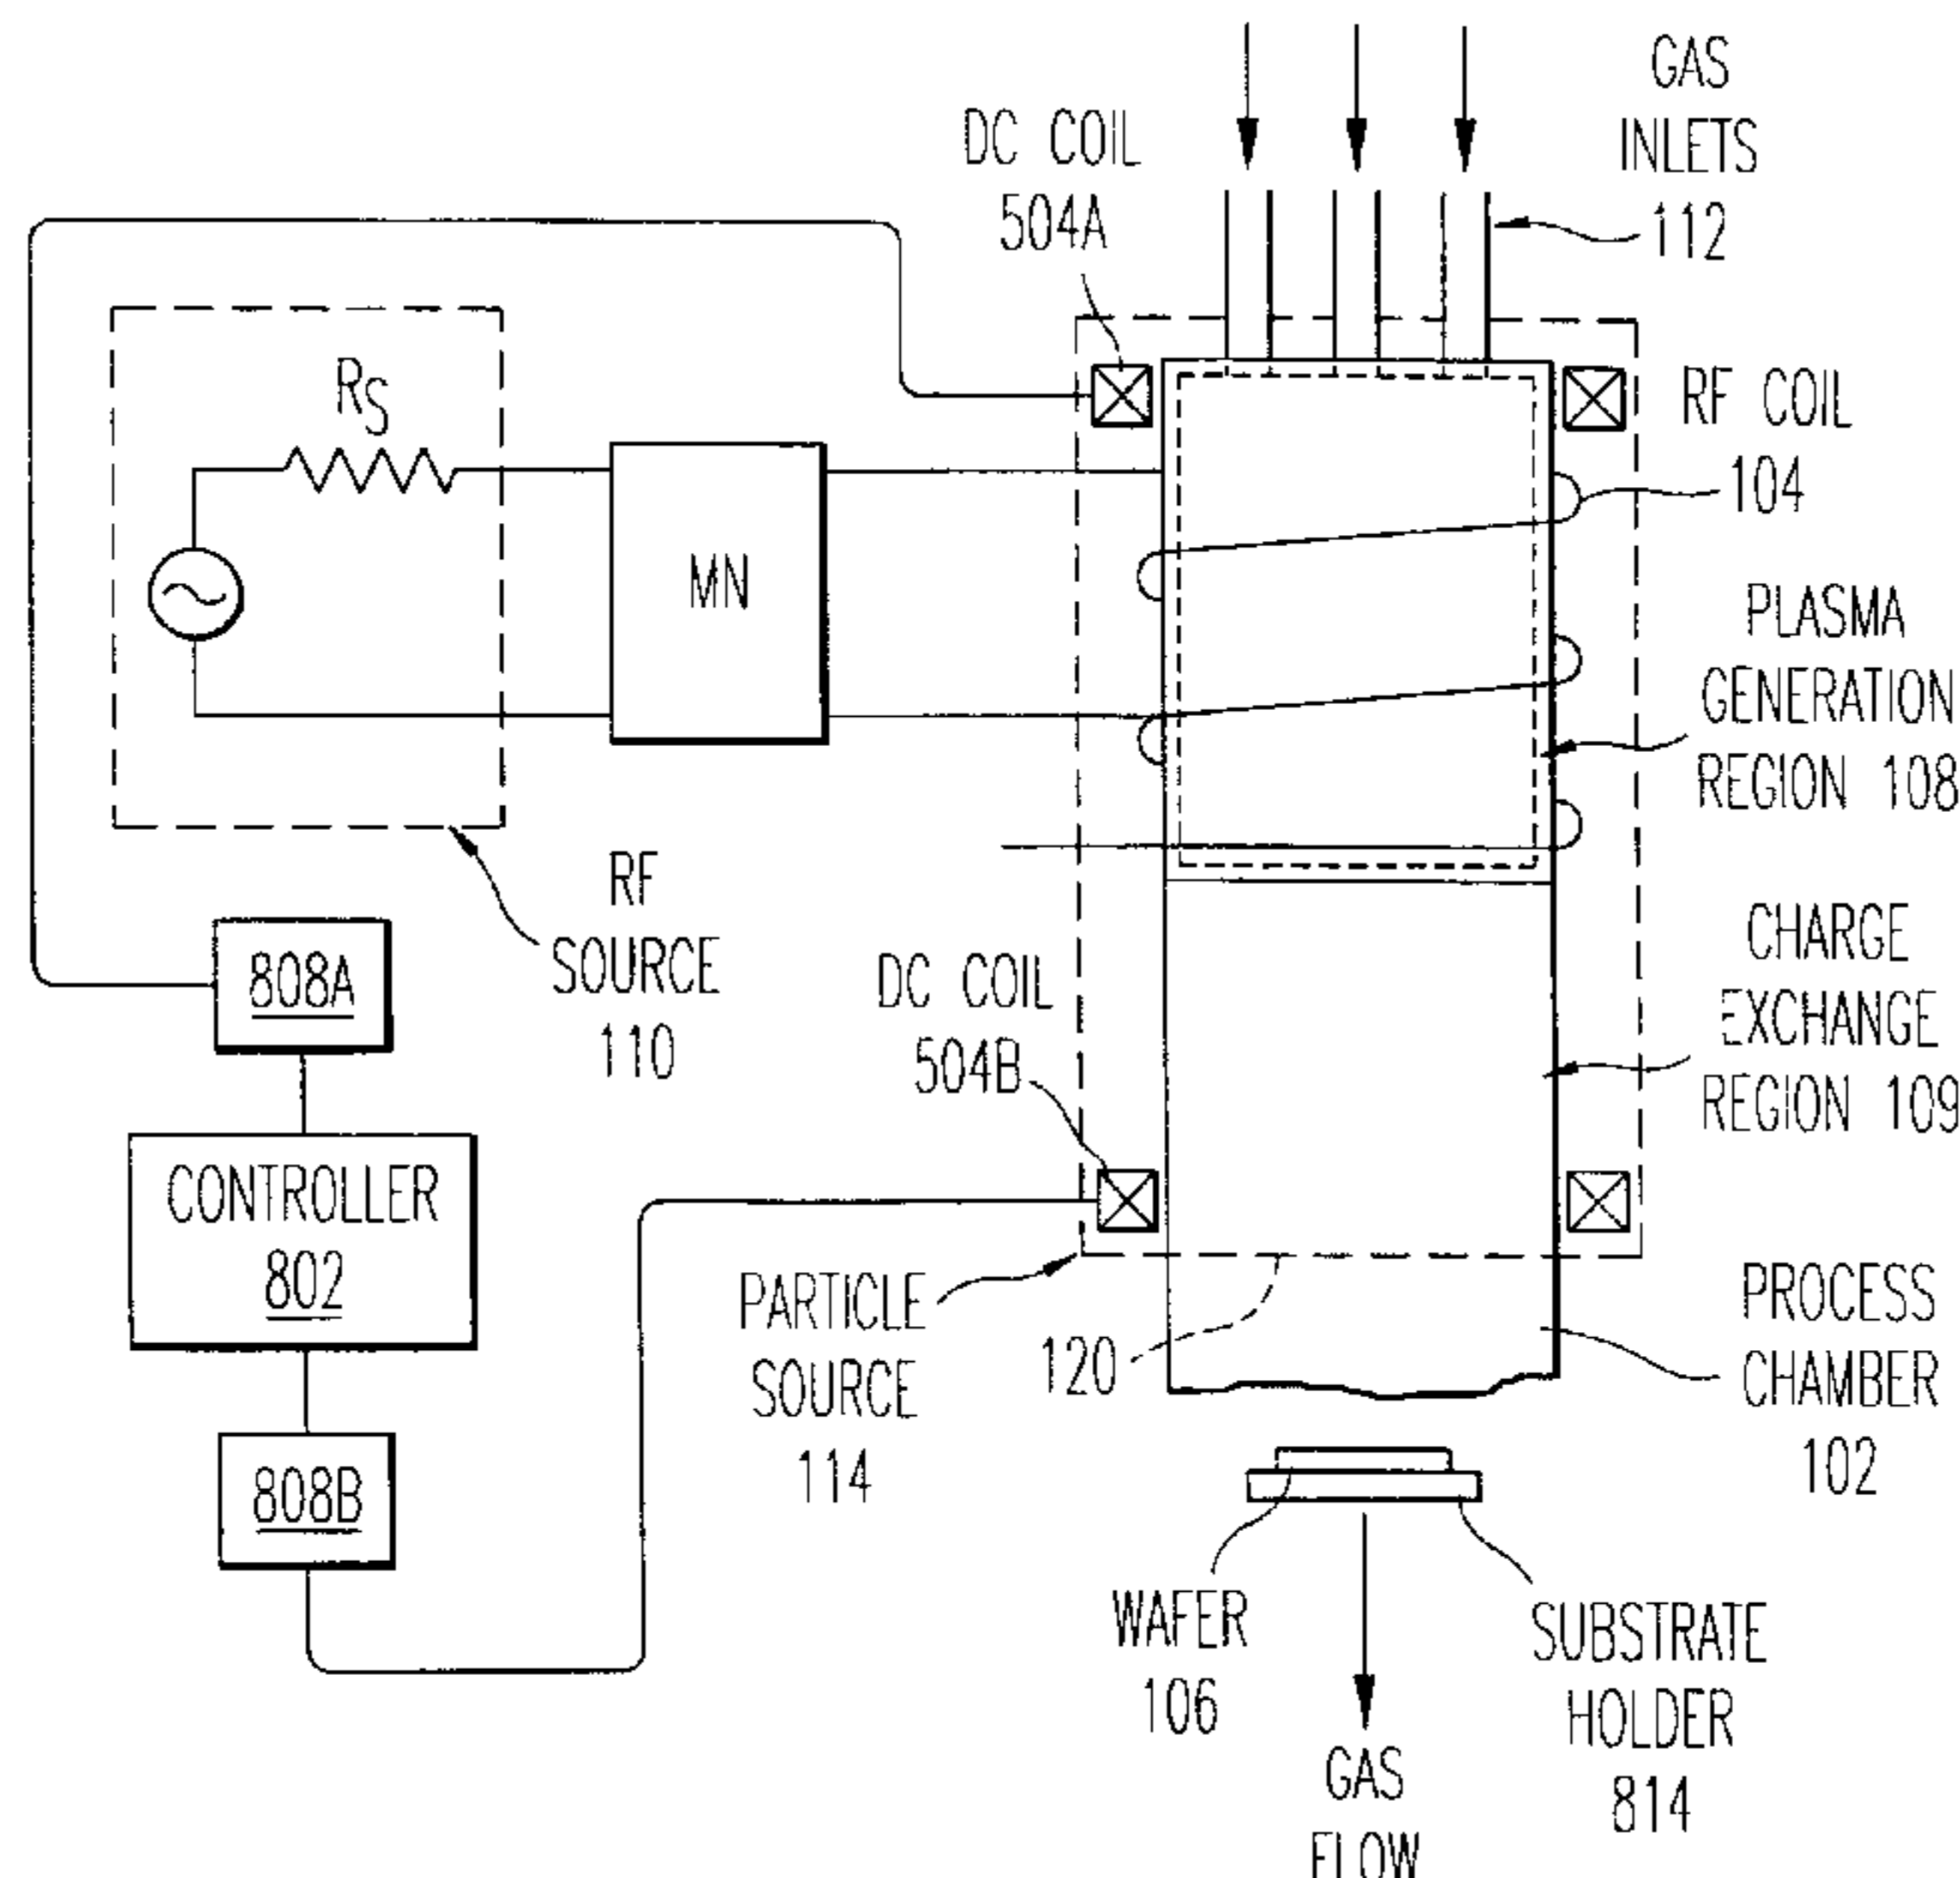 GAS
INLETS
112
DC COIL
504A
RS
RF COIL
104
MN
PLASMA
GENERATION
REGION 108
RF
SOURCE
110
808A
DC COIL
504B
CHARGE
EXCHANGE
REGION 109
CONTROLLER
802
PARTICLE
SOURCE
114
120
PROCESS
CHAMBER
102
808B
WAFER
106
SUBSTRATE
HOLDER
814
GAS
FLOW